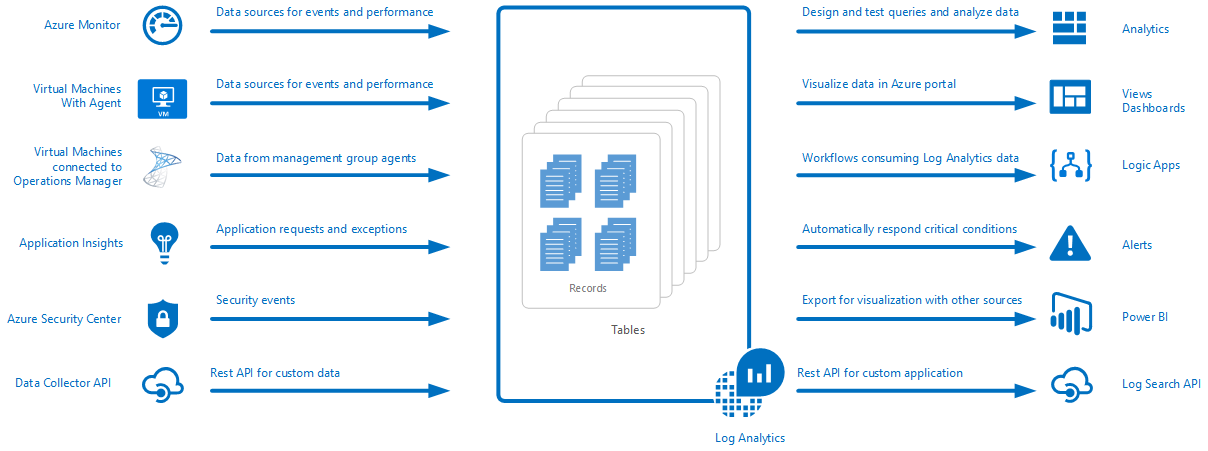 Azure Monitor
Data sources for events and performance
Design and test queries and analyze data
Analytics
Virtual Machines
With Agent
VM
Data sources for events and performance
Visualize data in Azure portal
Views
Dashboards
Virtual Machines
connected to
Operations Manager
Data from management group agents
Workflows consuming Log Analytics data
Logic Apps
Application Insights
Application requests and exceptions
Automatically respond critical conditions
Alerts
Records
Azure Security Center
Security events
Export for visualization with other sources
Power BI
Tables
Data Collector API
Rest API for custom data
Rest API for custom application
Log Search API
Log Analytics